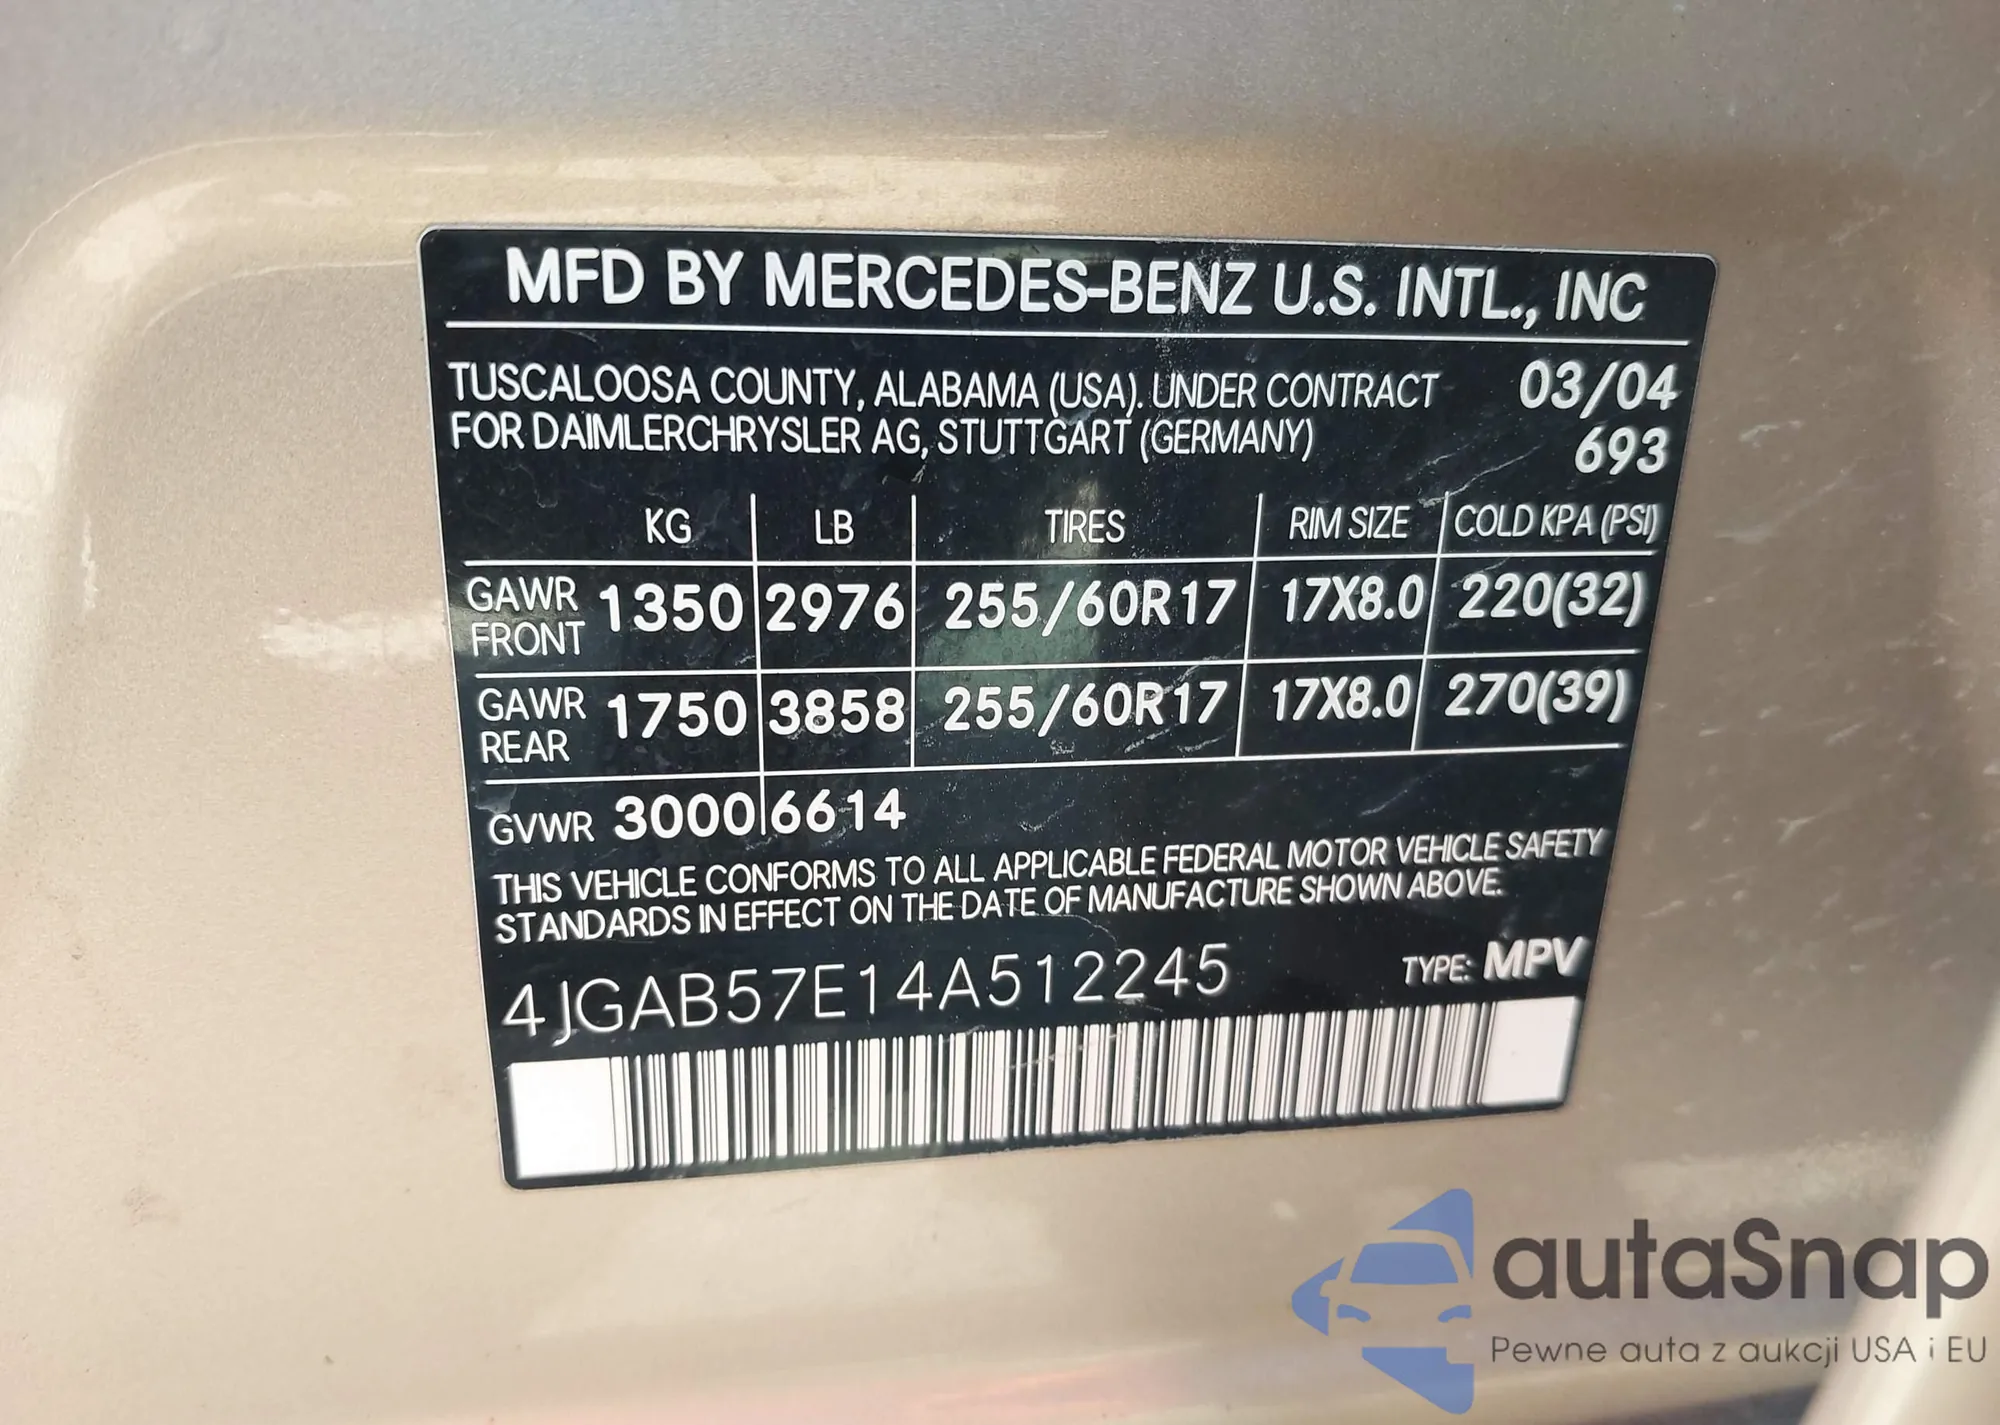 MFD BY MERCEDES-BENZ U.S. INTL., INC
TUSCALOOSA COUNTY, ALABAMA (USA). UNDER CONTRACT 03/04
FOR DAIMLERCHRYSLER AG, STUTTGART (GERMANY) 693
KG LB TIRES RIM SIZE COLD KPA (PSI)
GAWR FRONT 1350 2976 255/60R17 17X8.0 220(32)
GAWR REAR 1750 3858 255/60R17 17X8.0 270(39)
GVWR 3000 6614
THIS VEHICLE CONFORMS TO ALL APPLICABLE FEDERAL MOTOR VEHICLE SAFETY
STANDARDS IN EFFECT ON THE DATE OF MANUFACTURE SHOWN ABOVE.
4JGAB57E14A512245 TYPE: MPV
autaSnap
Pewne auta z aukcji USA i EU